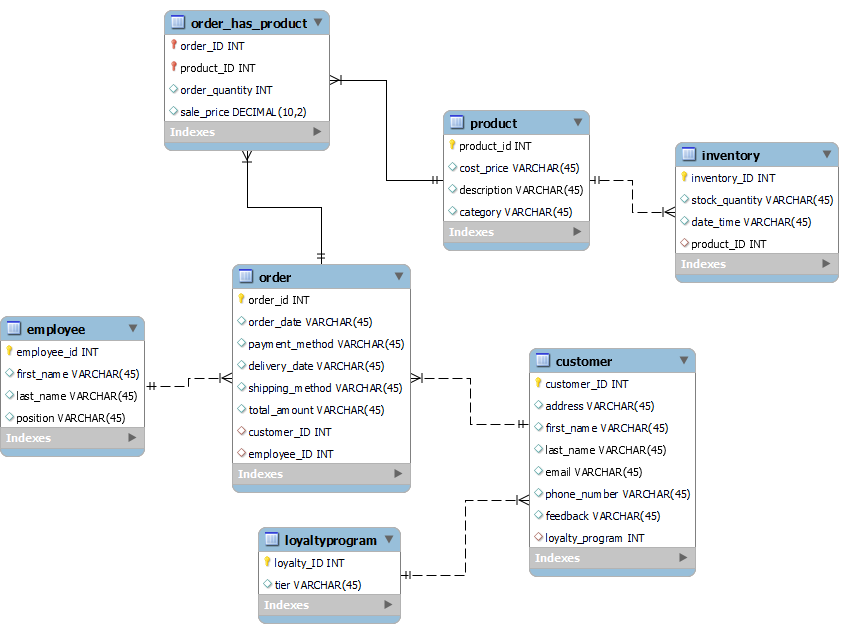 order_has_product
order_ID INT
product_ID INT
order_quantity INT
sale_price DECIMAL(10,2)
Indexes
product
product_id INT
cost_price VARCHAR(45)
description VARCHAR(45)
category VARCHAR(45)
Indexes
inventory
inventory_ID INT
stock_quantity VARCHAR(45)
date_time VARCHAR(45)
product_ID INT
Indexes
order
order_id INT
order_date VARCHAR(45)
payment_method VARCHAR(45)
delivery_date VARCHAR(45)
shipping_method VARCHAR(45)
total_amount VARCHAR(45)
customer_ID INT
employee_ID INT
Indexes
employee
employee_id INT
first_name VARCHAR(45)
last_name VARCHAR(45)
position VARCHAR(45)
Indexes
customer
customer_ID INT
address VARCHAR(45)
first_name VARCHAR(45)
last_name VARCHAR(45)
email VARCHAR(45)
phone_number VARCHAR(45)
feedback VARCHAR(45)
loyalty_program INT
Indexes
loyaltyprogram
loyalty_ID INT
tier VARCHAR(45)
Indexes